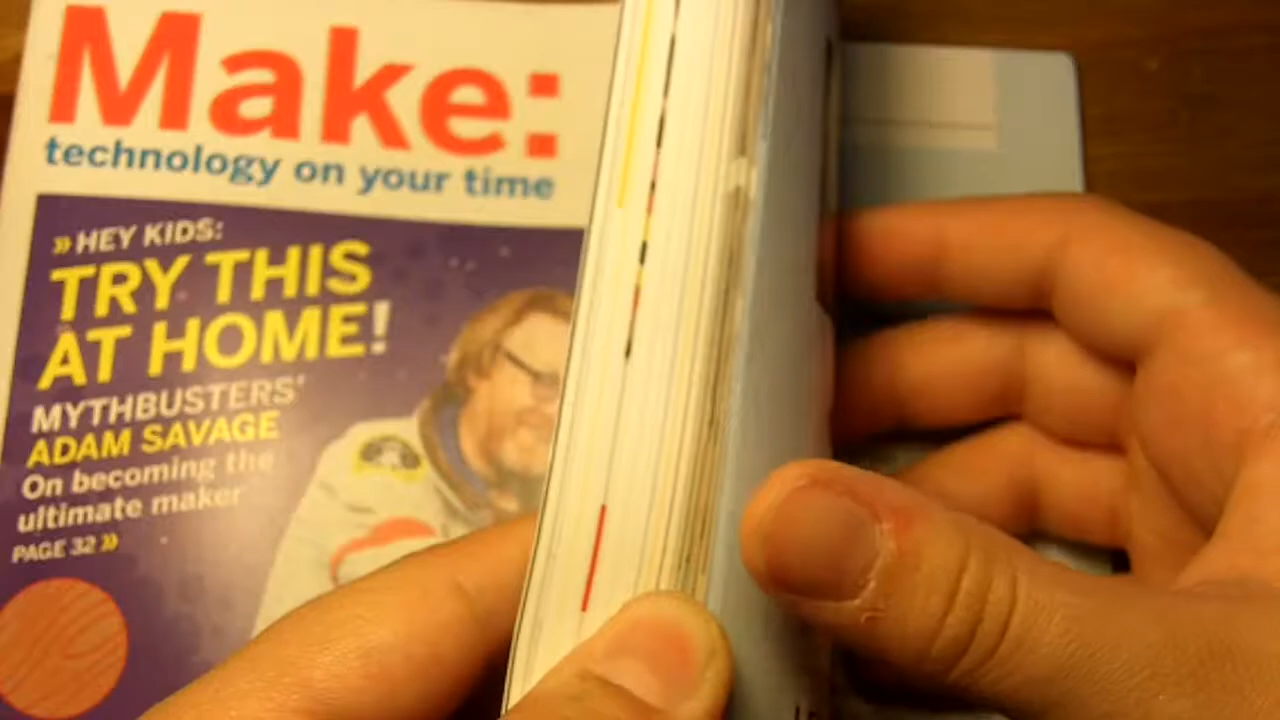 Make:
technology on your time
» HEY KIDS:
TRY THIS
AT HOME!
MYTHBUSTERS'
ADAM SAVAGE
On becoming the
ultimate maker
PAGE 32 »